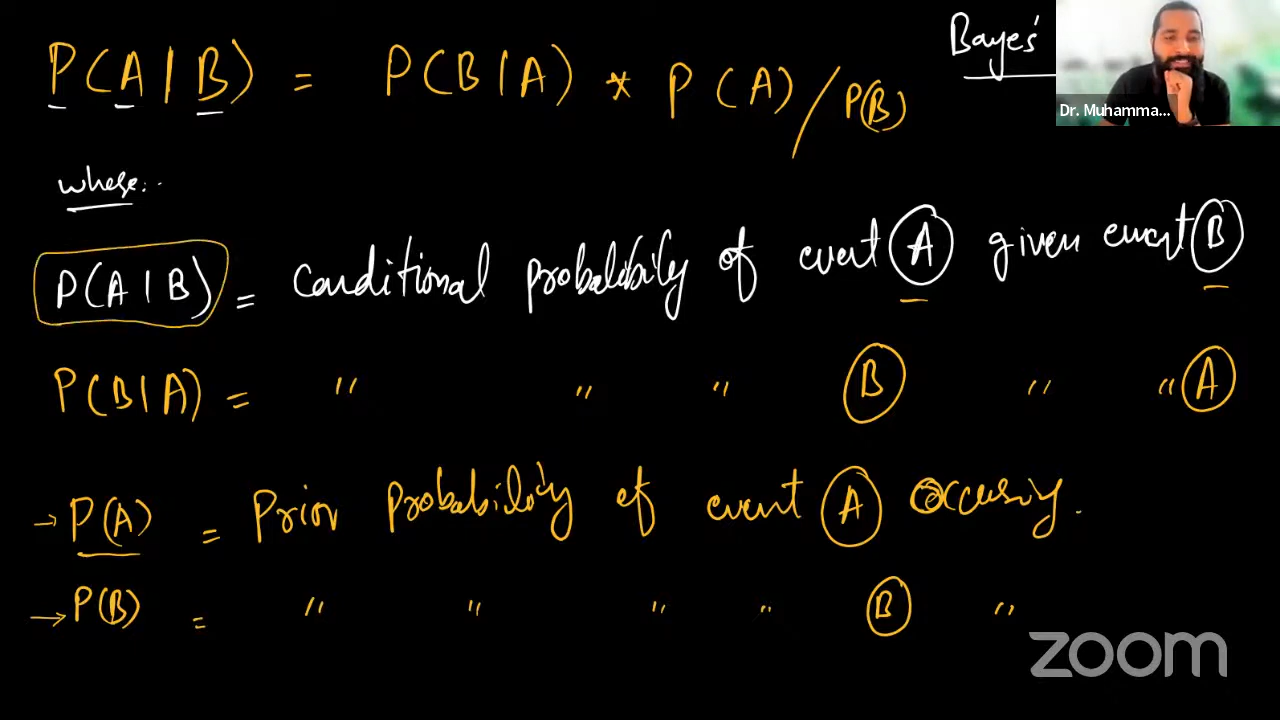 P(A|B) = P(B|A) * P(A)/P(B)
Bayes'
Dr. Muhamma...
where..
P(A|B) = Conditional probability of event A given event B
P(B|A) = " " " B " " A
→ P(A) = Prior probability of event A Occuring.
→ P(B) = " " " " B "
zoom